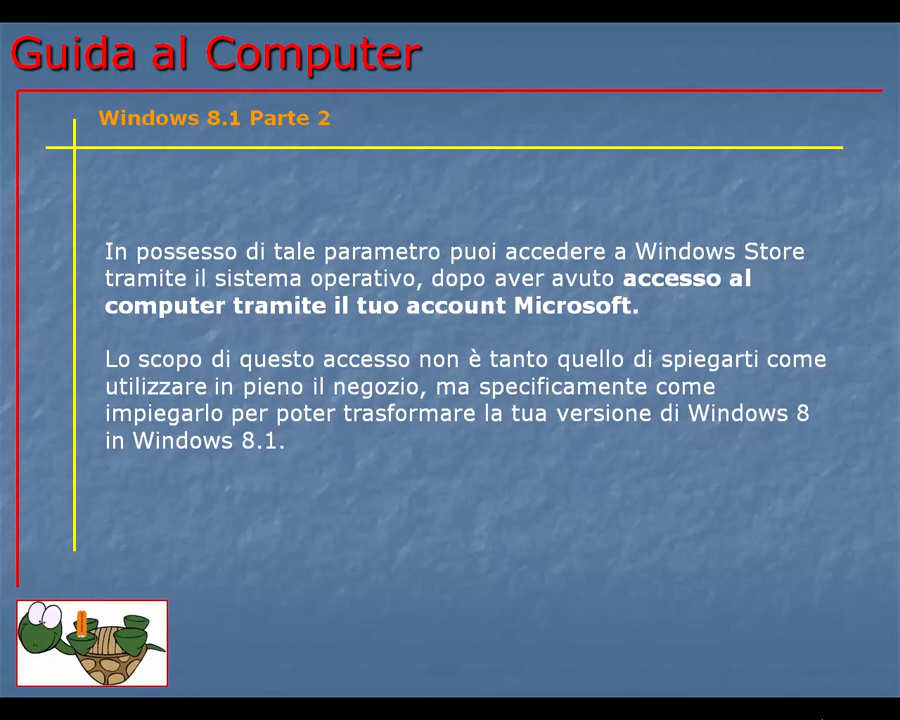 Guida al Computer
Windows 8.1 Parte 2
In possesso di tale parametro puoi accedere a Windows Store
tramite il sistema operativo, dopo aver avuto accesso al
computer tramite il tuo account Microsoft.
Lo scopo di questo accesso non è tanto quello di spiegarti come
utilizzare in pieno il negozio, ma specificamente come
impiegarlo per poter trasformare la tua versione di Windows 8
in Windows 8.1.